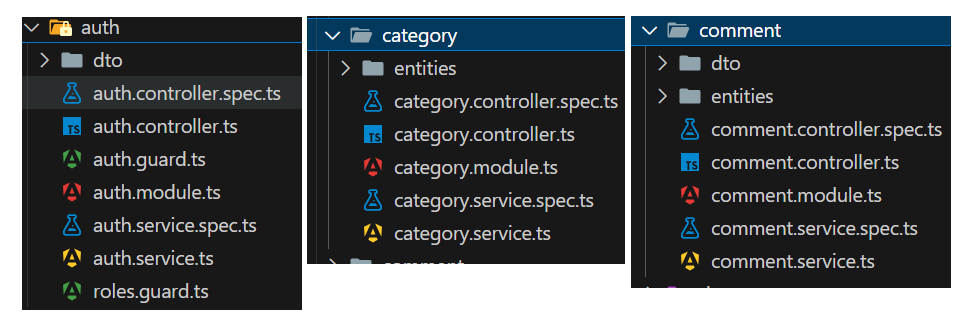 auth
dto
auth.controller.spec.ts
TS auth.controller.ts
auth.guard.ts
auth.module.ts
auth.service.spec.ts
auth.service.ts
roles.guard.ts
category
entities
category.controller.spec.ts
TS category.controller.ts
category.module.ts
category.service.spec.ts
category.service.ts
comment
comment
dto
entities
comment.controller.spec.ts
TS comment.controller.ts
comment.module.ts
comment.service.spec.ts
comment.service.ts